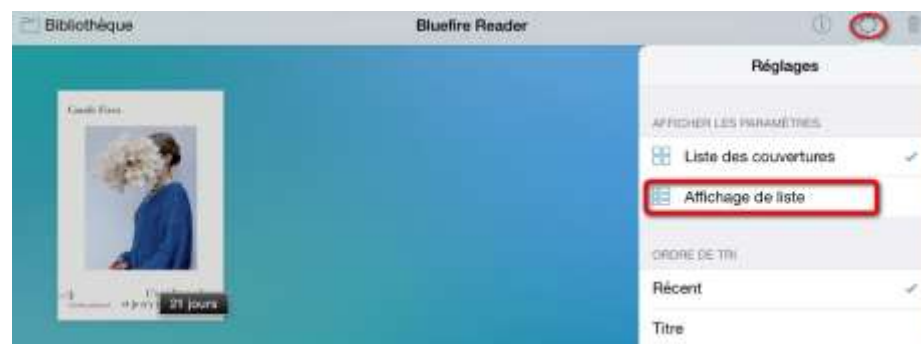 Bibliothèque
Bluefire Reader
Réglages
AFFICHER LES PARAMÈTRES
Liste des couvertures
Affichage de liste
ORDRE DE TRI
Récent
Titre
21 jours